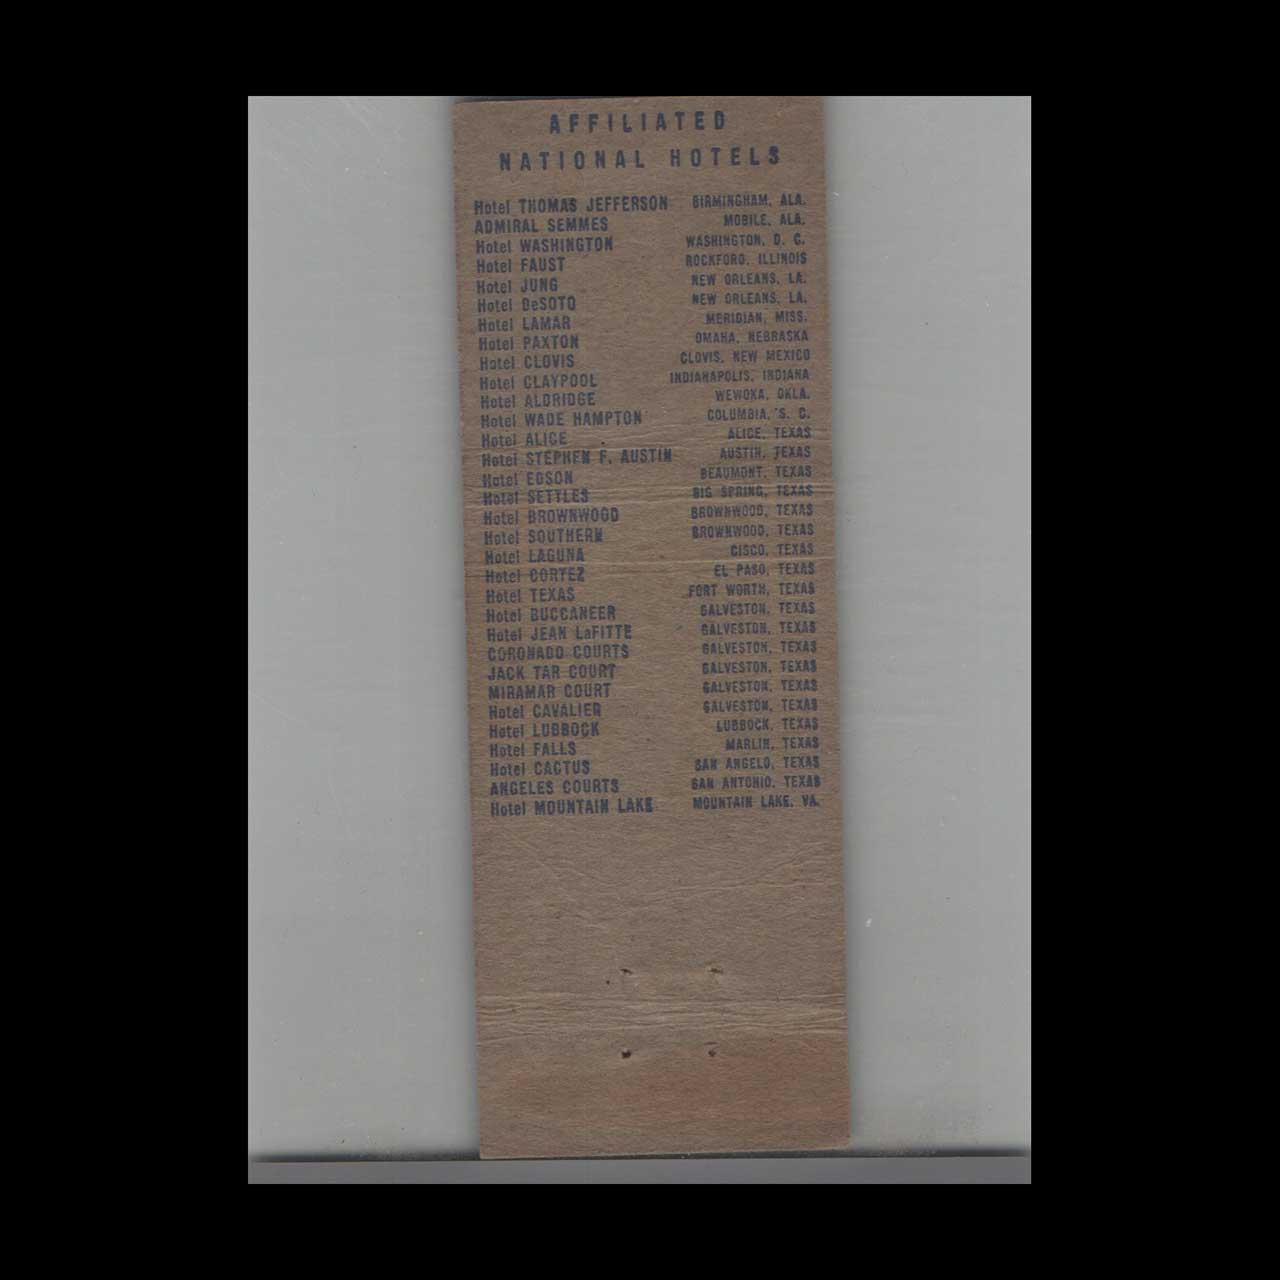 AFFILIATED
NATIONAL HOTELS
Hotel THOMAS JEFFERSON BIRMINGHAM, ALA.
ADMIRAL SEMMES MOBILE, ALA.
Hotel WASHINGTON WASHINGTON, D. C.
Hotel FAUST ROCKFORD, ILLINOIS
Hotel JUNG NEW ORLEANS, LA.
Hotel DeSOTO NEW ORLEANS, LA.
Hotel LAMAR MERIDIAN, MISS.
Hotel PAXTON OMAHA, NEBRASKA
Hotel CLOVIS CLOVIS, NEW MEXICO
Hotel CLAYPOOL INDIANAPOLIS, INDIANA
Hotel ALDRIDGE WEWOKA, OKLA.
Hotel WADE HAMPTON COLUMBIA, S. C.
Hotel ALICE ALICE, TEXAS
Hotel STEPHEN F. AUSTIN AUSTIN, TEXAS
Hotel EDSON BEAUMONT, TEXAS
Hotel SETTLES BIG SPRING, TEXAS
Hotel BROWNWOOD BROWNWOOD, TEXAS
Hotel SOUTHERN BROWNWOOD, TEXAS
Hotel LAGUNA CISCO, TEXAS
Hotel CORTEZ EL PASO, TEXAS
Hotel TEXAS FORT WORTH, TEXAS
Hotel BUCCANEER GALVESTON, TEXAS
Hotel JEAN LaFITTE GALVESTON, TEXAS
CORONADO COURTS GALVESTON, TEXAS
JACK TAR COURT GALVESTON, TEXAS
MIRAMAR COURT GALVESTON, TEXAS
Hotel CAVALIER GALVESTON, TEXAS
Hotel LUBBOCK LUBBOCK, TEXAS
Hotel FALLS MARLIN, TEXAS
Hotel CACTUS SAN ANGELO, TEXAS
ANGELES COURTS SAN ANTONIO, TEXAS
Hotel MOUNTAIN LAKE MOUNTAIN LAKE, VA.